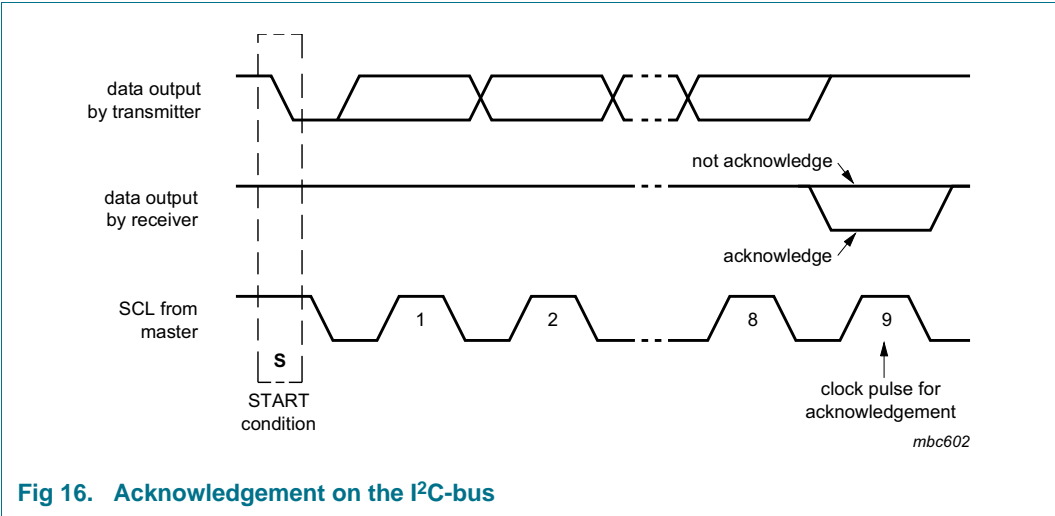 data output
by transmitter
not acknowledge
data output
by receiver
acknowledge
SCL from
master
1
2
8
9
S
START
condition
clock pulse for
acknowledgement
mbc602
Fig 16. Acknowledgement on the I²C-bus